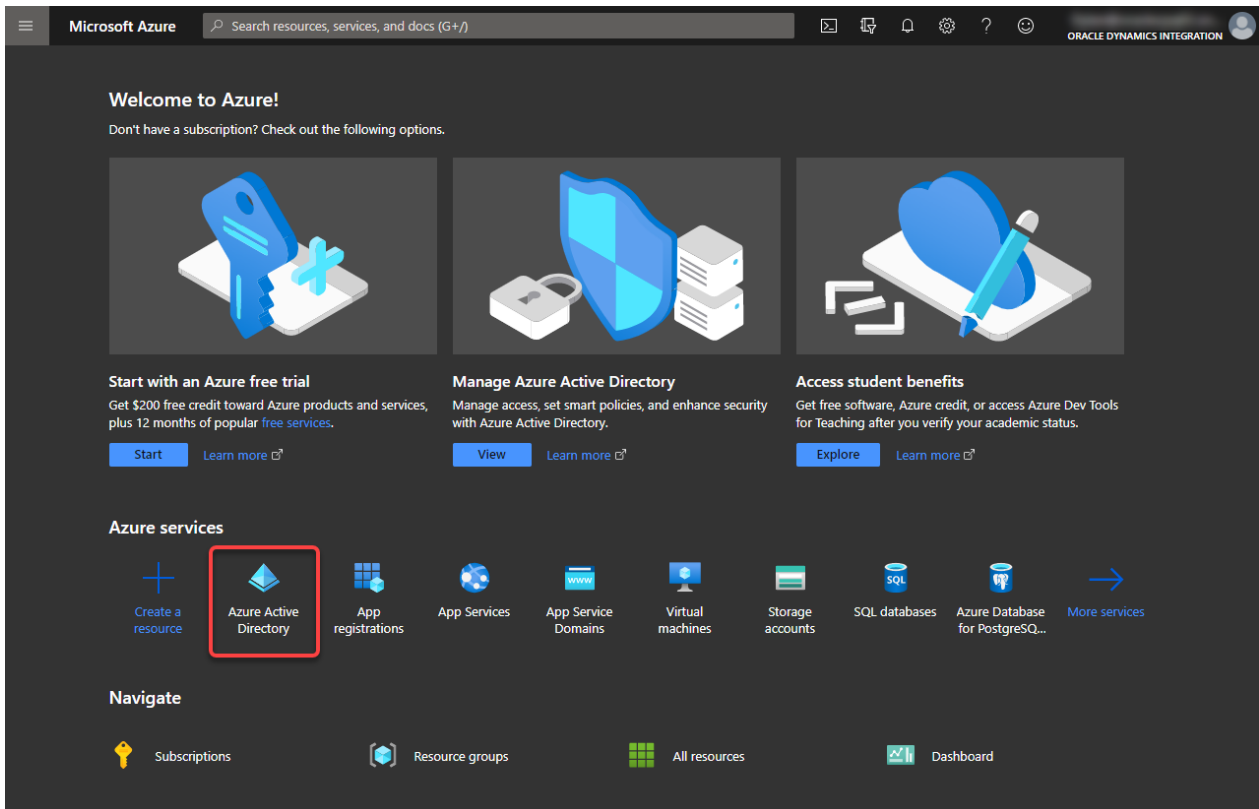 Microsoft Azure
Search resources, services, and docs (G+/)
ORACLE DYNAMICS INTEGRATION
Welcome to Azure!
Don't have a subscription? Check out the following options.
Start with an Azure free trial
Get $200 free credit toward Azure products and services,
plus 12 months of popular free services.
Start
Learn more
Manage Azure Active Directory
Manage access, set smart policies, and enhance security
with Azure Active Directory.
View
Learn more
Access student benefits
Get free software, Azure credit, or access Azure Dev Tools
for Teaching after you verify your academic status.
Explore
Learn more
Azure services
Create a
resource
Azure Active
Directory
App
registrations
App Services
www
App Service
Domains
Virtual
machines
Storage
accounts
SQL
SQL databases
Azure Database
for PostgreSQ...
More services
Navigate
Subscriptions
Resource groups
All resources
Dashboard